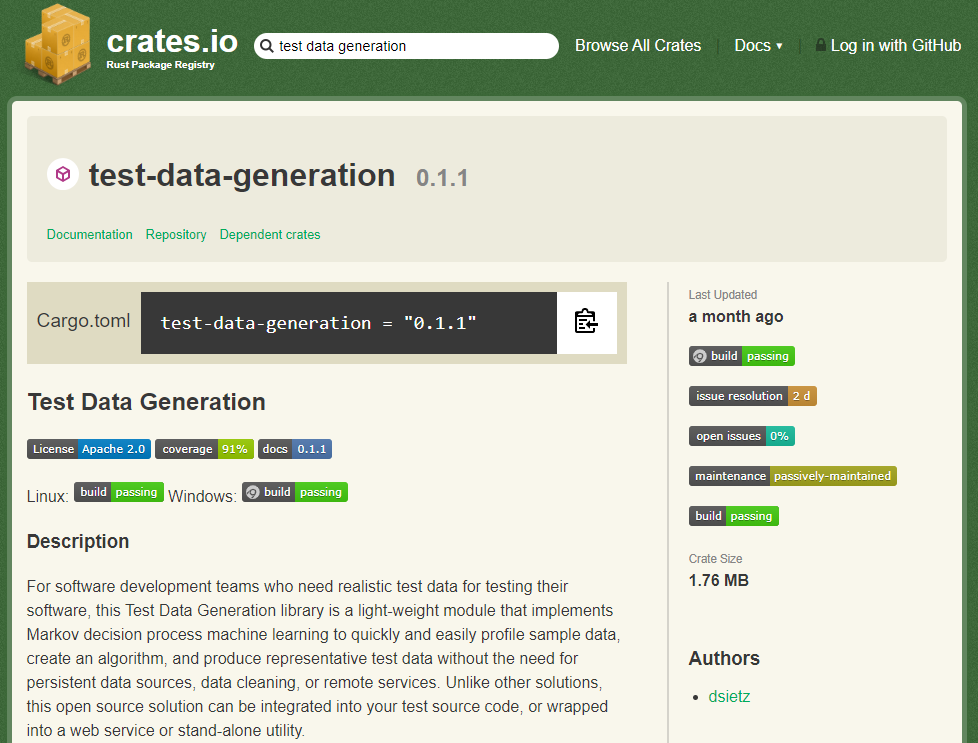 crates.io
Rust Package Registry
test data generation
Browse All Crates
Docs ▾
Log in with GitHub
test-data-generation 0.1.1
Documentation Repository Dependent crates
Cargo.toml
test-data-generation = "0.1.1"
Test Data Generation
License Apache 2.0 coverage 91% docs 0.1.1
Linux: build passing Windows: build passing
Description
For software development teams who need realistic test data for testing their
software, this Test Data Generation library is a light-weight module that implements
Markov decision process machine learning to quickly and easily profile sample data,
create an algorithm, and produce representative test data without the need for
persistent data sources, data cleaning, or remote services. Unlike other solutions,
this open source solution can be integrated into your test source code, or wrapped
into a web service or stand-alone utility.
Last Updated
a month ago
build passing
issue resolution 2 d
open issues 0%
maintenance passively-maintained
build passing
Crate Size
1.76 MB
Authors
• dsietz